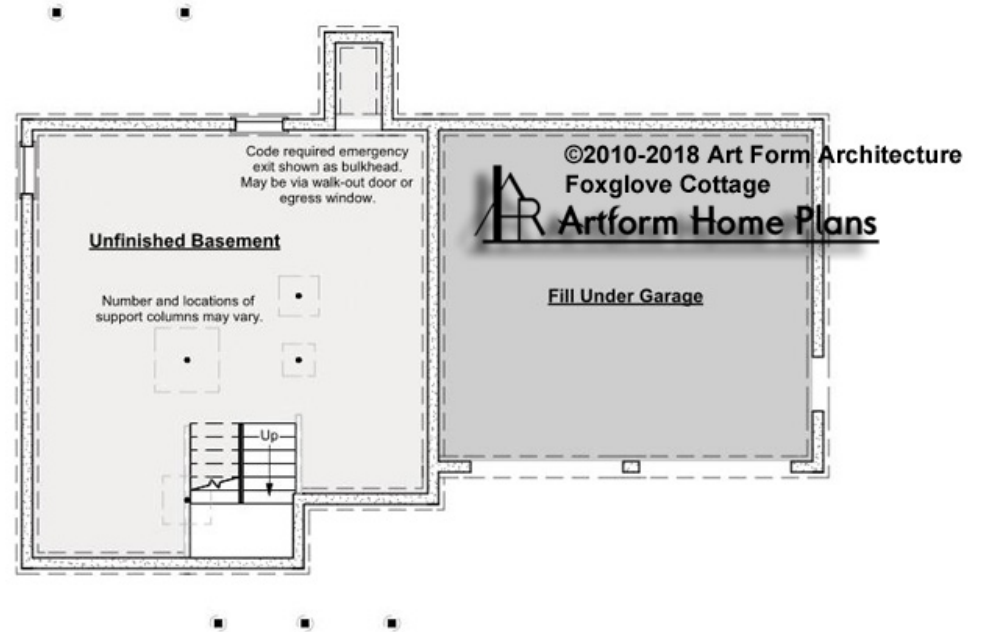 Code required emergency
exit shown as bulkhead.
May be via walk-out door or
egress window.
©2010-2018 Art Form Architecture
Foxglove Cottage
AR Artform Home Plans
Unfinished Basement
Number and locations of
support columns may vary.
Fill Under Garage
Up